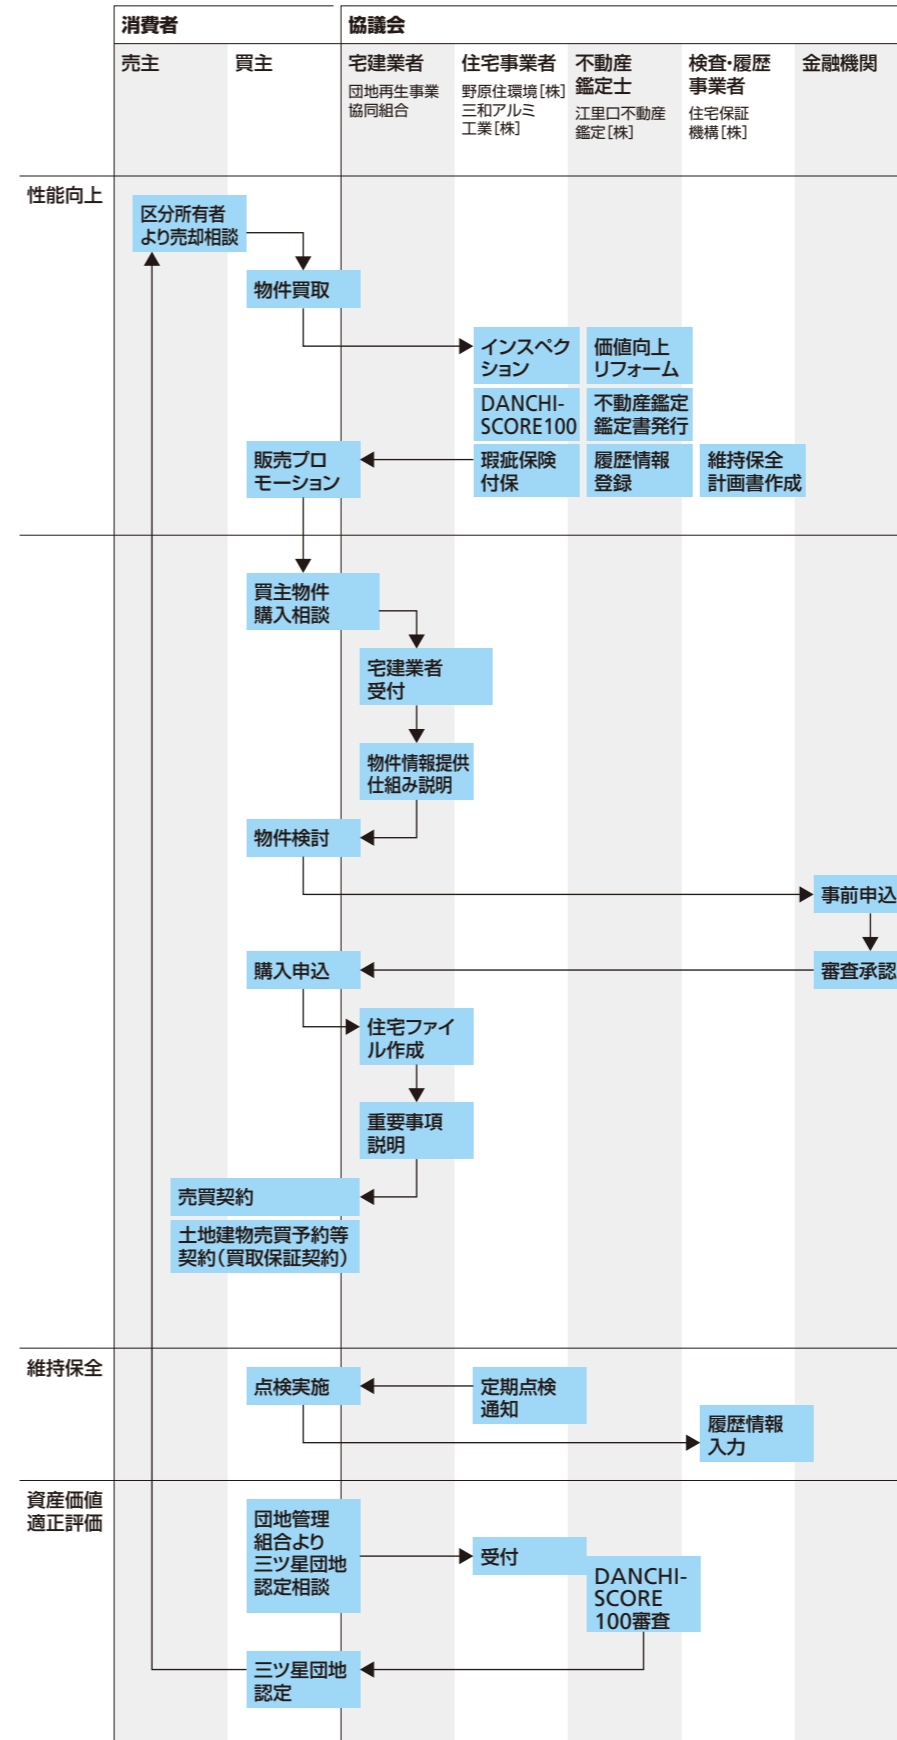 消費者
協議会
売主
買主
宅建業者
団地再生事業
協同組合
住宅事業者
野原住環境[株]
三和アルミ
工業[株]
不動産
鑑定士
江里口不動産
鑑定[株]
検査・履歴
事業者
住宅保証
機構[株]
金融機関
性能向上
区分所有者
より売却相談
物件買取
インスペク
ション
価値向上
リフォーム
DANCHI-
SCORE100
不動産鑑定
鑑定書発行
販売プロ
モーション
瑕疵保険
付保
履歴情報
登録
維持保全
計画書作成
買主物件
購入相談
宅建業者
受付
物件情報提供
仕組み説明
物件検討
事前申込
購入申込
審査承認
住宅ファイ
ル作成
重要事項
説明
売買契約
土地建物売買予約等
契約(買取保証契約)
維持保全
点検実施
定期点検
通知
履歴情報
入力
資産価値
適正評価
団地管理
組合より
三ツ星団地
認定相談
受付
DANCHI-
SCORE
100審査
三ツ星団地
認定